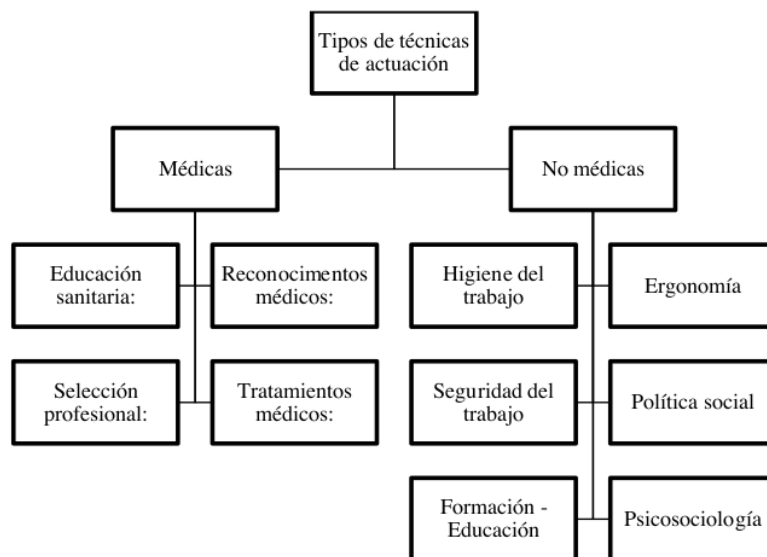 Tipos de técnicas
de actuación
Médicas
No médicas
Educación
sanitaria:
Reconocimentos
médicos:
Higiene del
trabajo
Ergonomía
Selección
profesional:
Tratamientos
médicos:
Seguridad del
trabajo
Política social
Formación -
Educación
Psicosociología